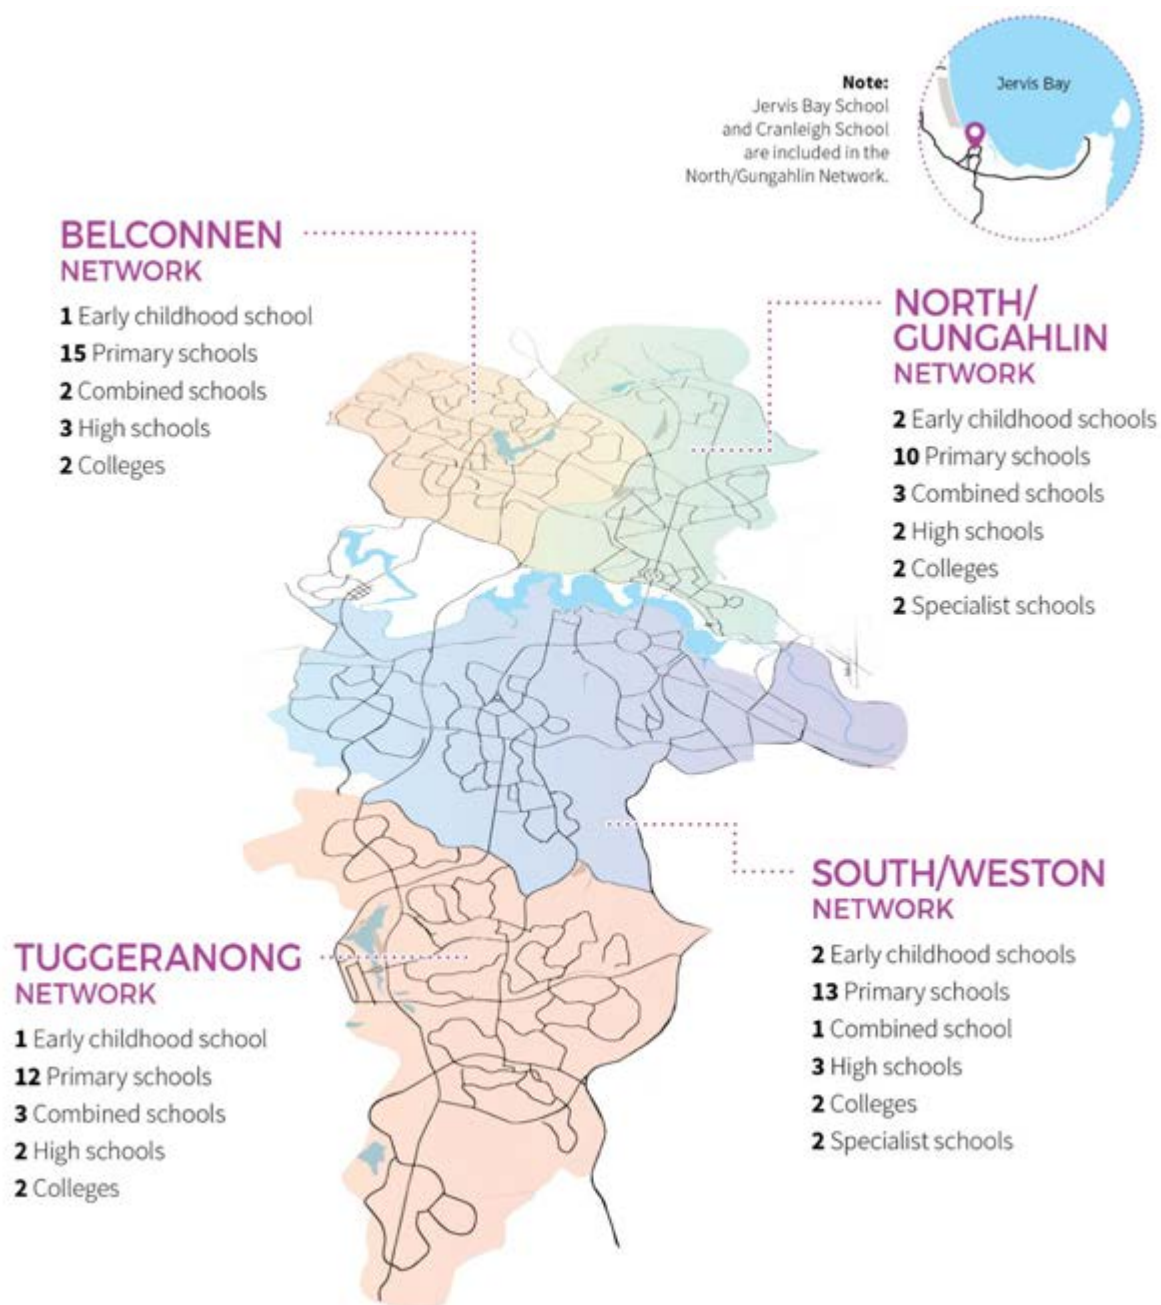 Note:
Jervis Bay School
and Cranleigh School
are included in the
North/Gungahlin Network.
Jervis Bay
BELCONNEN
NETWORK
1 Early childhood school
15 Primary schools
2 Combined schools
3 High schools
2 Colleges
NORTH/
GUNGAHLIN
NETWORK
2 Early childhood schools
10 Primary schools
3 Combined schools
2 High schools
2 Colleges
2 Specialist schools
SOUTH/WESTON
NETWORK
2 Early childhood schools
13 Primary schools
1 Combined school
3 High schools
2 Colleges
2 Specialist schools
TUGGERANONG
NETWORK
1 Early childhood school
12 Primary schools
3 Combined schools
2 High schools
2 Colleges